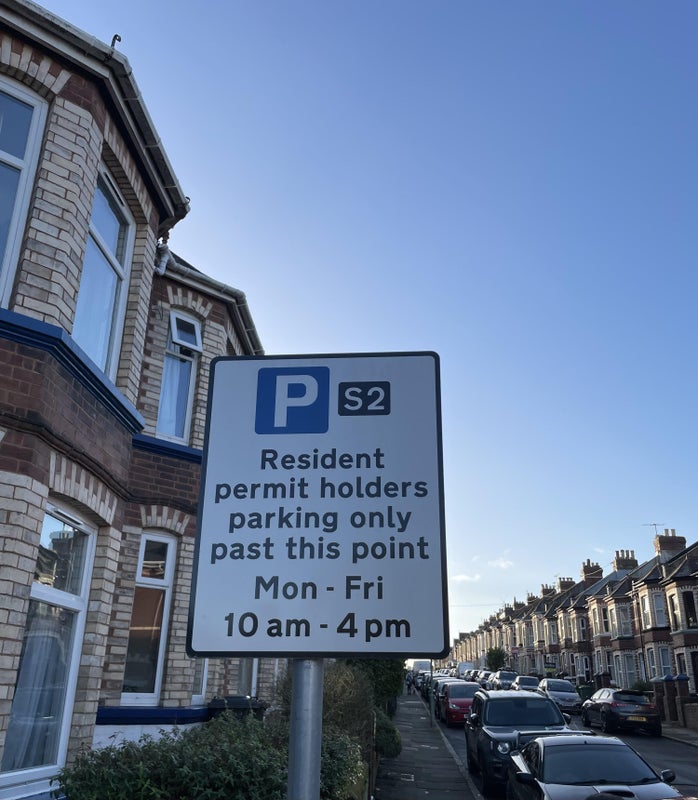 P S2
Resident
permit holders
parking only
past this point
Mon - Fri
10 am - 4 pm